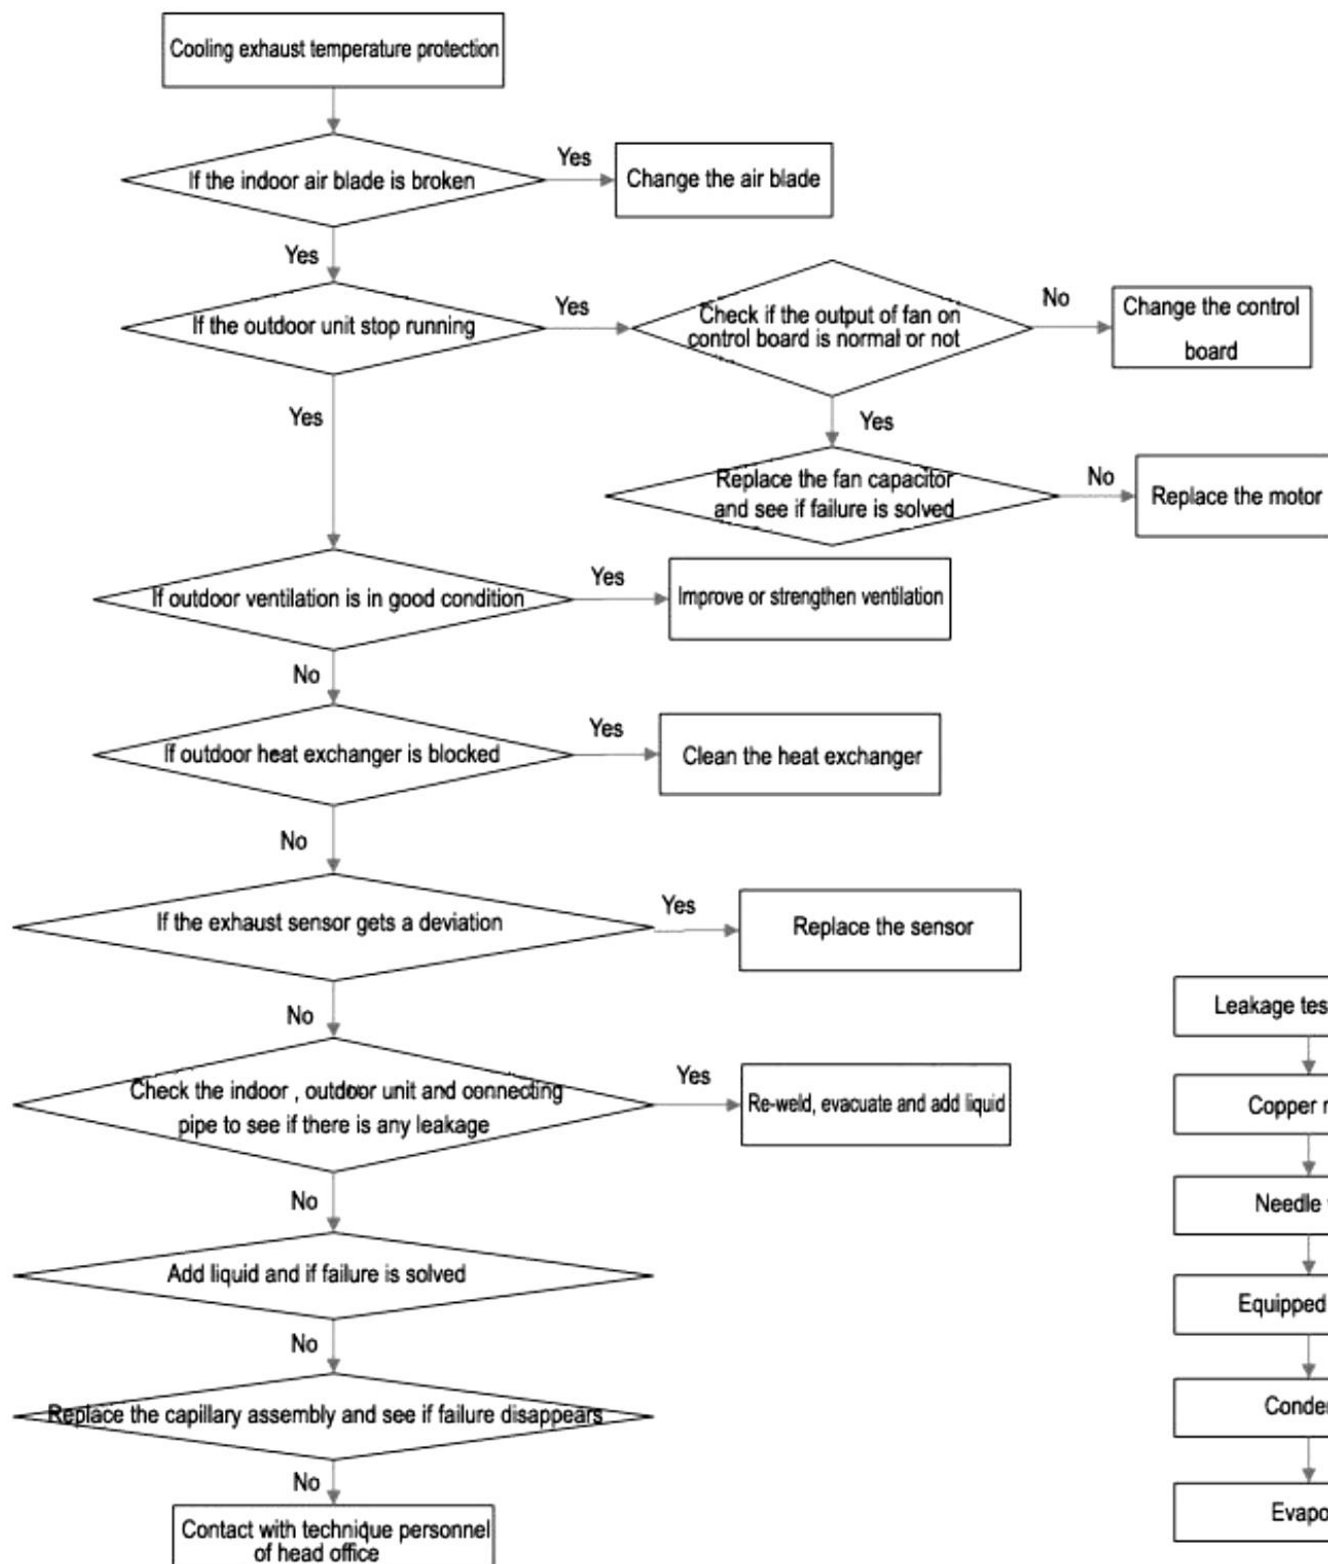 Cooling exhaust temperature protection
If the indoor air blade is broken
Yes
Change the air blade
Yes
If the outdoor unit stop running
Yes
Check if the output of fan on
control board is normal or not
No
Change the control
board
Yes
Yes
Replace the fan capacitor
and see if failure is solved
No
Replace the motor
If outdoor ventilation is in good condition
Yes
Improve or strengthen ventilation
No
If outdoor heat exchanger is blocked
Yes
Clean the heat exchanger
No
If the exhaust sensor gets a deviation
Yes
Replace the sensor
No
Check the indoor , outdoor unit and connecting
pipe to see if there is any leakage
Yes
Re-weld, evacuate and add liquid
No
Add liquid and if failure is solved
No
Replace the capillary assembly and see if failure disappears
No
Contact with technique personnel
of head office
Leakage
Copper
Needle
Equipped